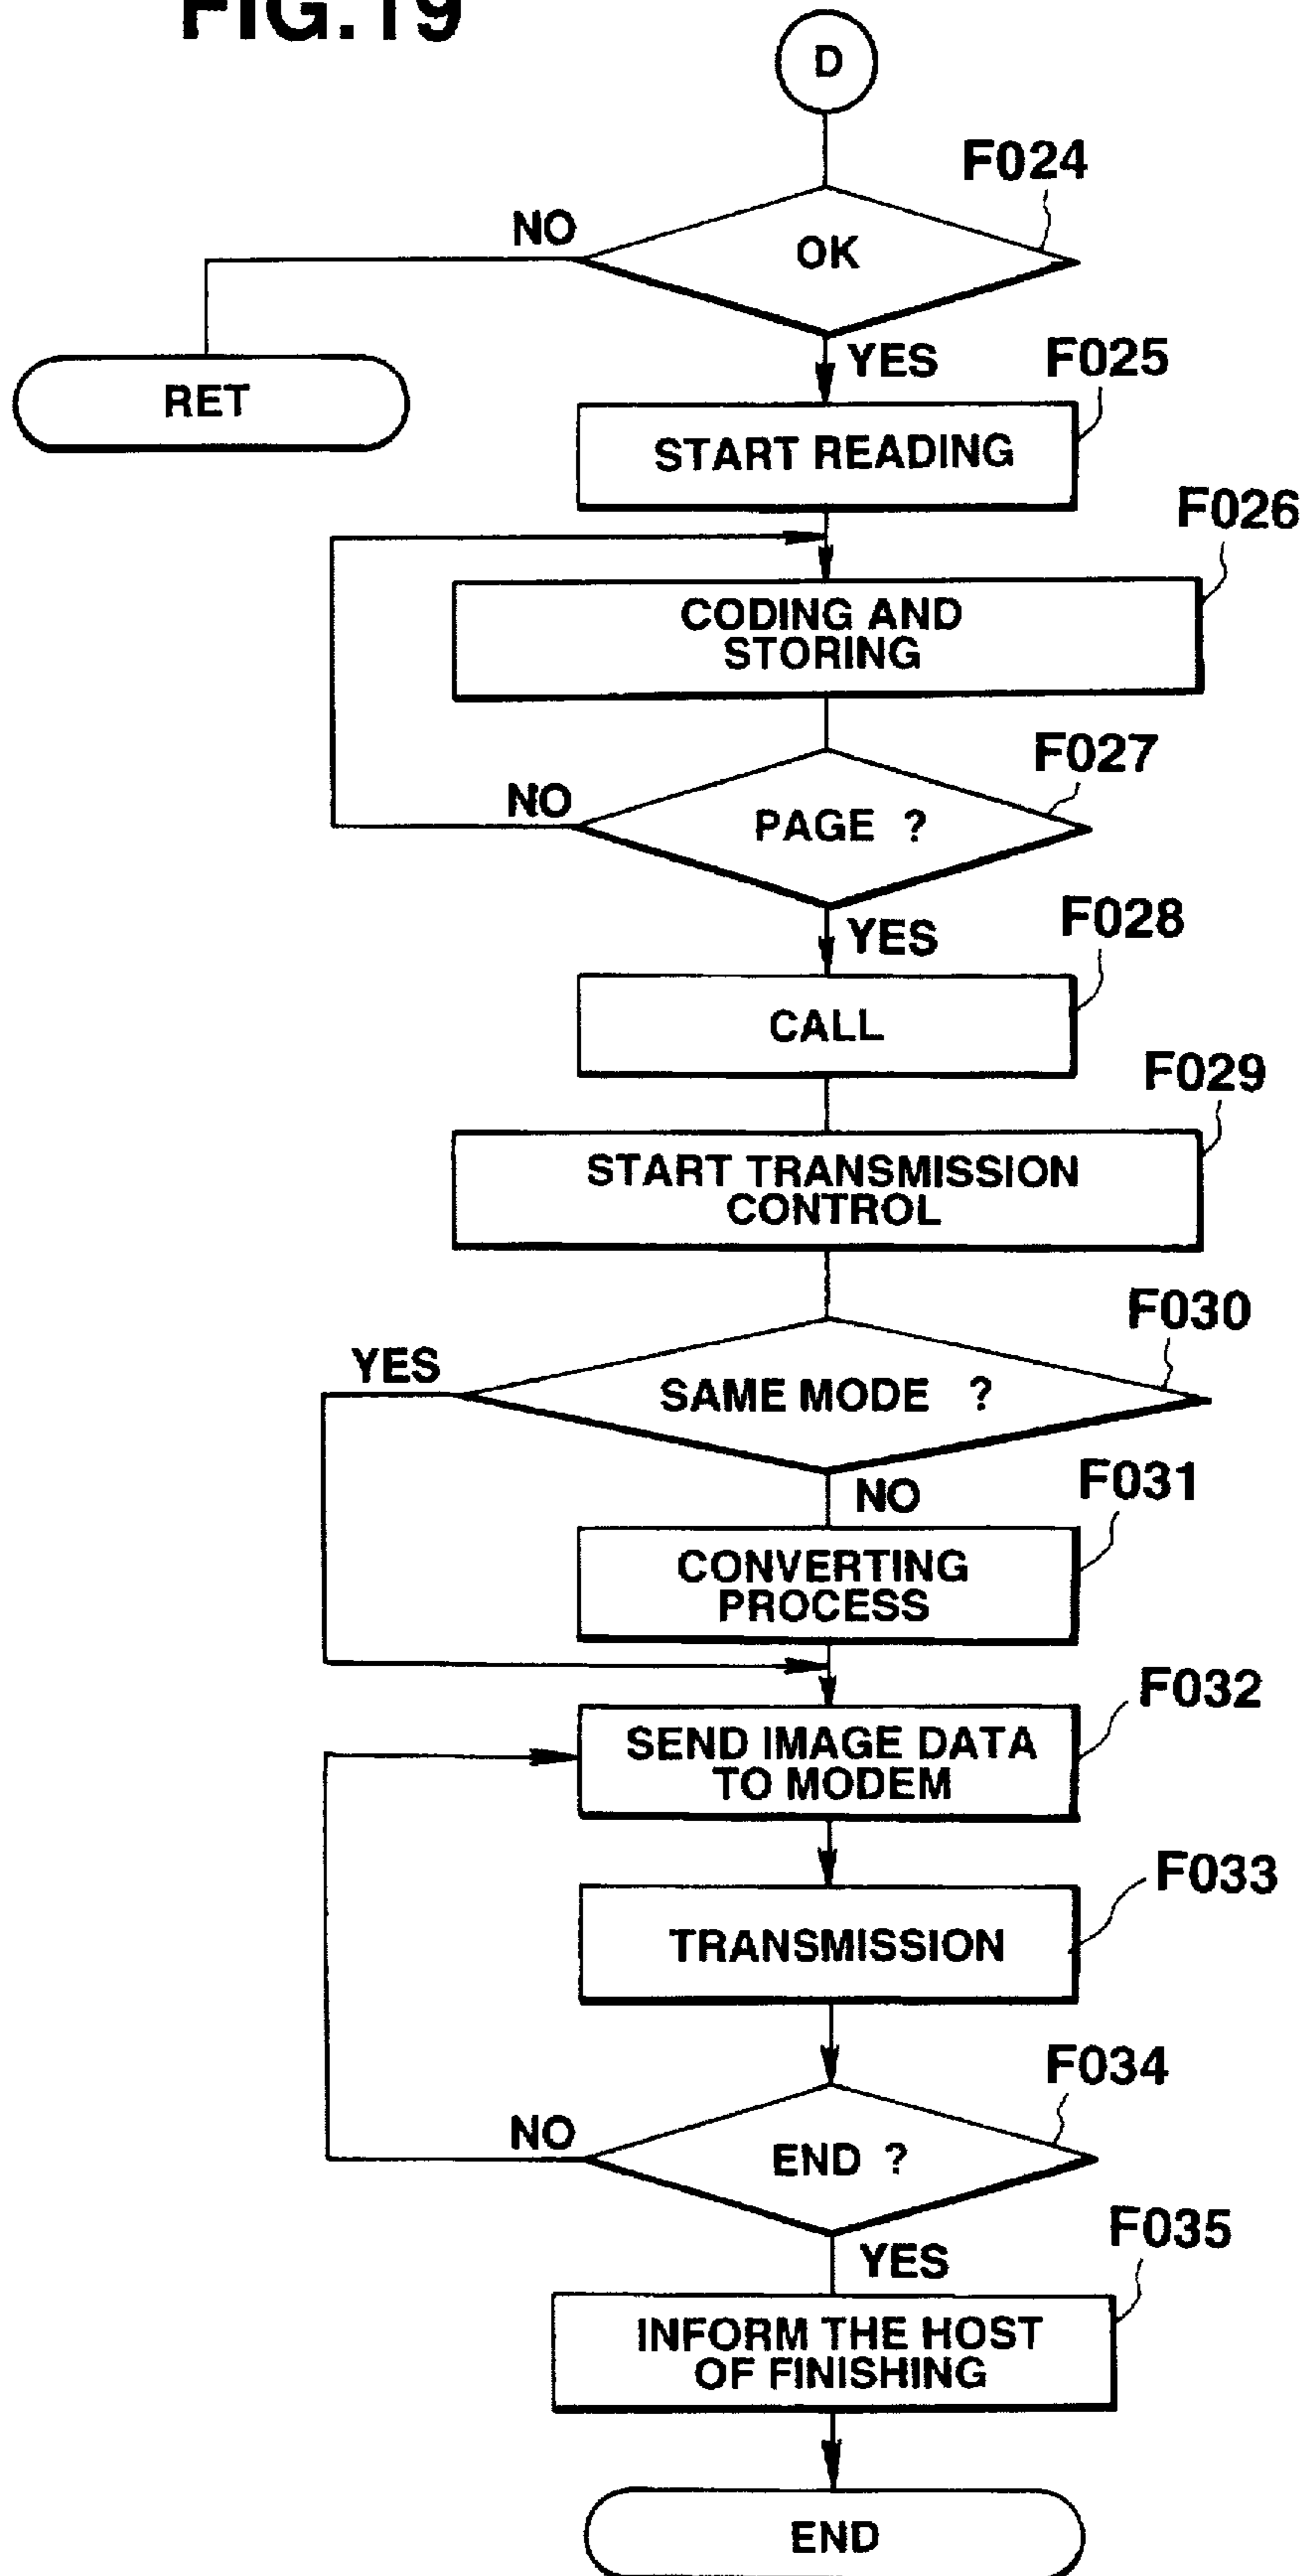 FIG.19
D
F024
NO
OK
YES
F025
RET
START READING
F026
CODING AND
STORING
F027
NO
PAGE ?
F028
YES
CALL
F029
START TRANSMISSION
CONTROL
F030
YES
SAME MODE ?
F031
NO
CONVERTING
PROCESS
F032
SEND IMAGE DATA
TO MODEM
F033
TRANSMISSION
F034
NO
END ?
F035
YES
INFORM THE HOST
OF FINISHING
END